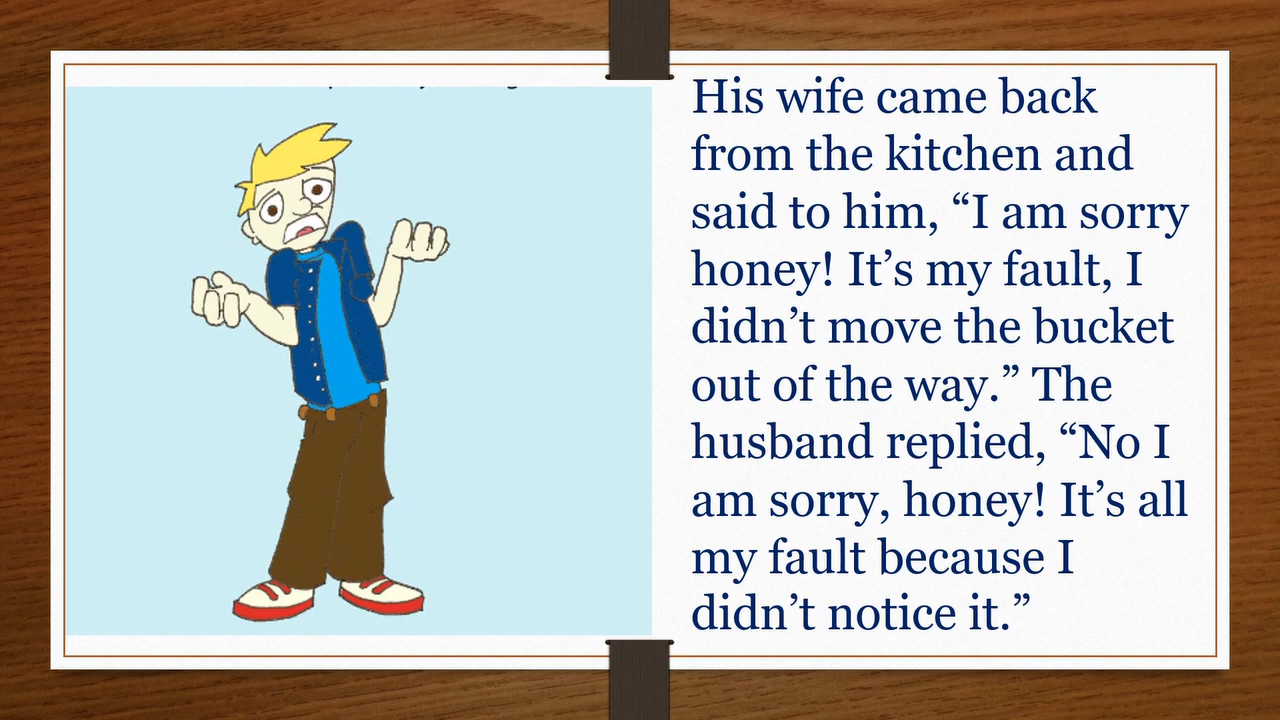 His wife came back
from the kitchen and
said to him, “I am sorry
honey! It’s my fault, I
didn’t move the bucket
out of the way.” The
husband replied, “No I
am sorry, honey! It’s all
my fault because I
didn’t notice it.”